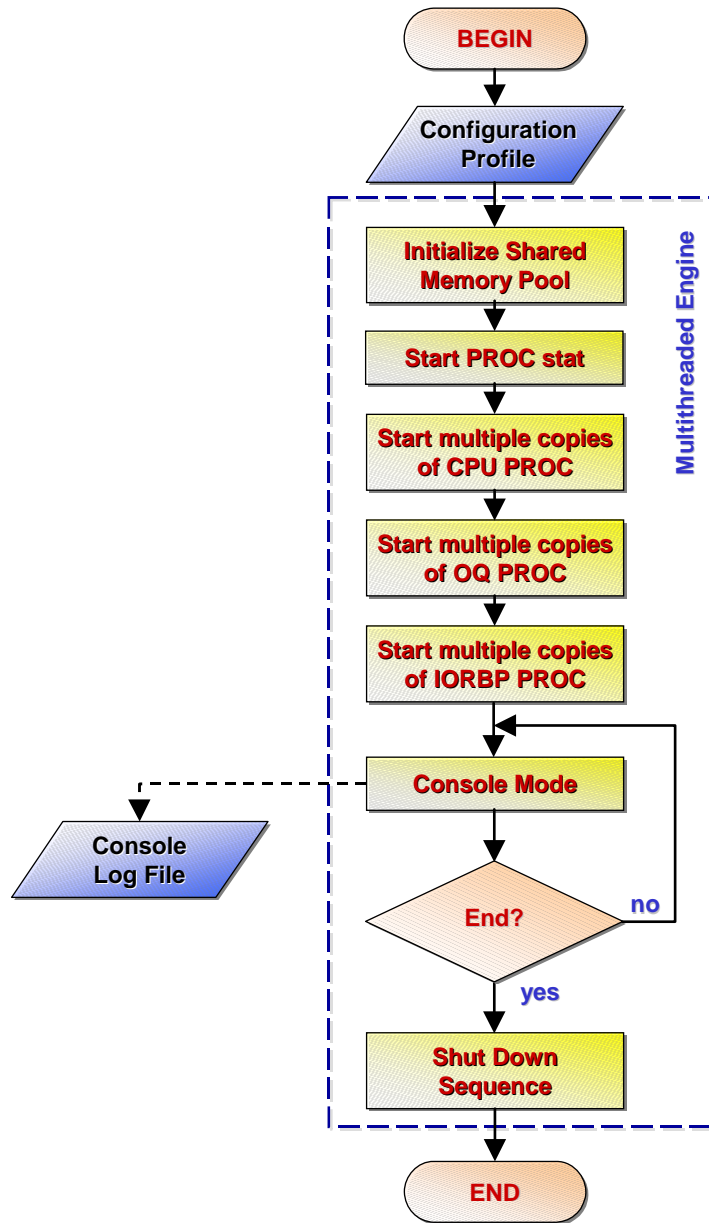 BEGIN
Configuration
Profile
Initialize Shared
Memory Pool
Multithreaded Engine
Start PROC stat
Start multiple copies
of CPU PROC
Start multiple copies
of OQ PROC
Start multiple copies
of IORBP PROC
Console Mode
Console
Log File
End?
no
yes
Shut Down
Sequence
END